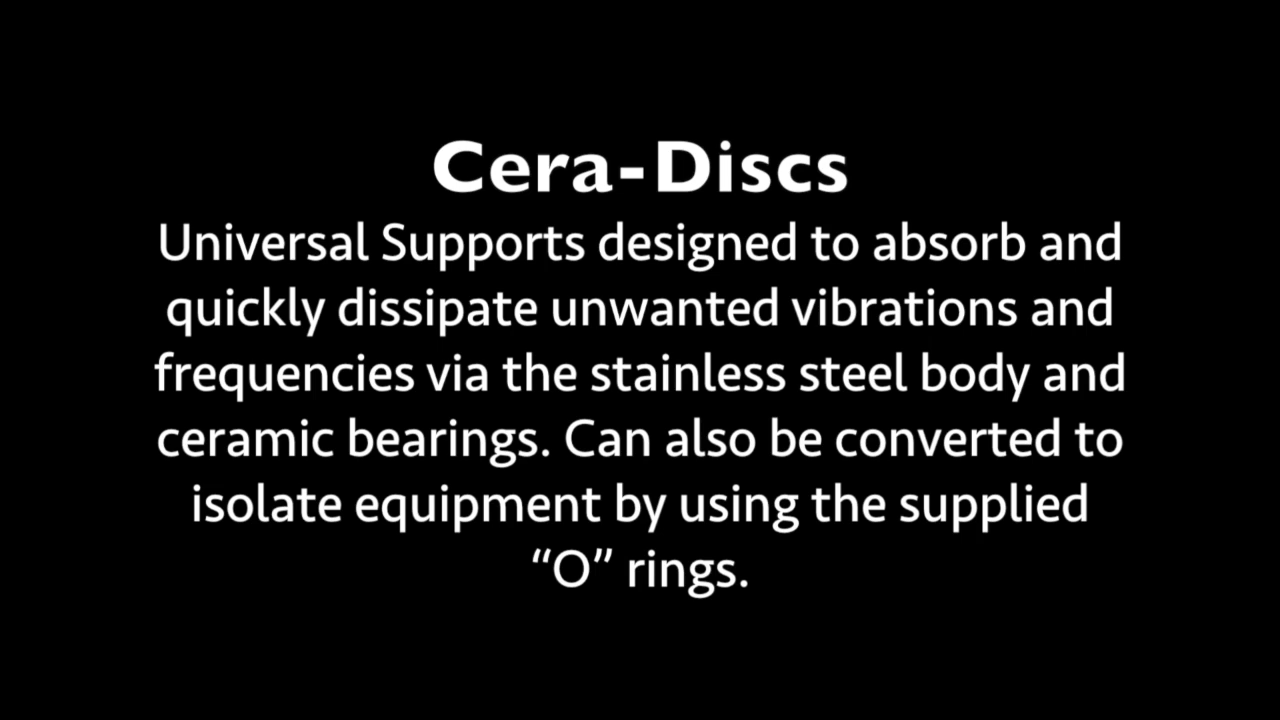 Cera-Discs
Universal Supports designed to absorb and
quickly dissipate unwanted vibrations and
frequencies via the stainless steel body and
ceramic bearings. Can also be converted to
isolate equipment by using the supplied
“O” rings.